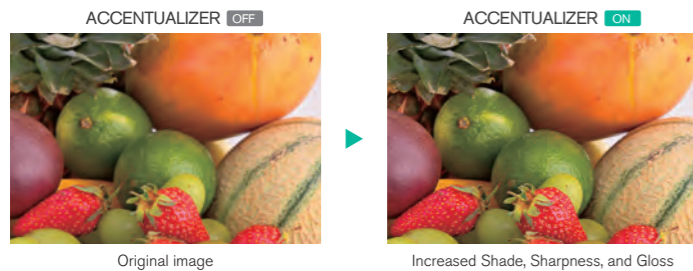 ACCENTUALIZER OFF
ACCENTUALIZER ON
Original image
Increased Shade, Sharpness, and Gloss